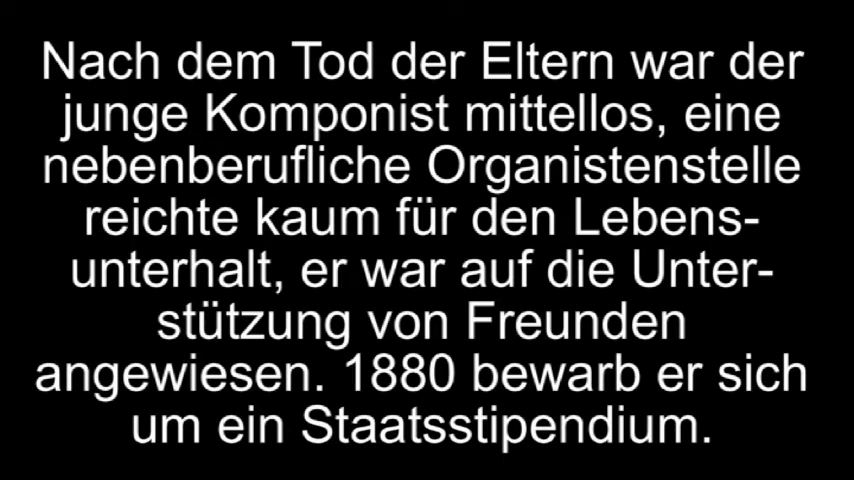 Nach dem Tod der Eltern war der
junge Komponist mittellos, eine
nebenberufliche Organistenstelle
reichte kaum für den Lebens-
unterhalt, er war auf die Unter-
stützung von Freunden
angewiesen. 1880 bewarb er sich
um ein Staatsstipendium.